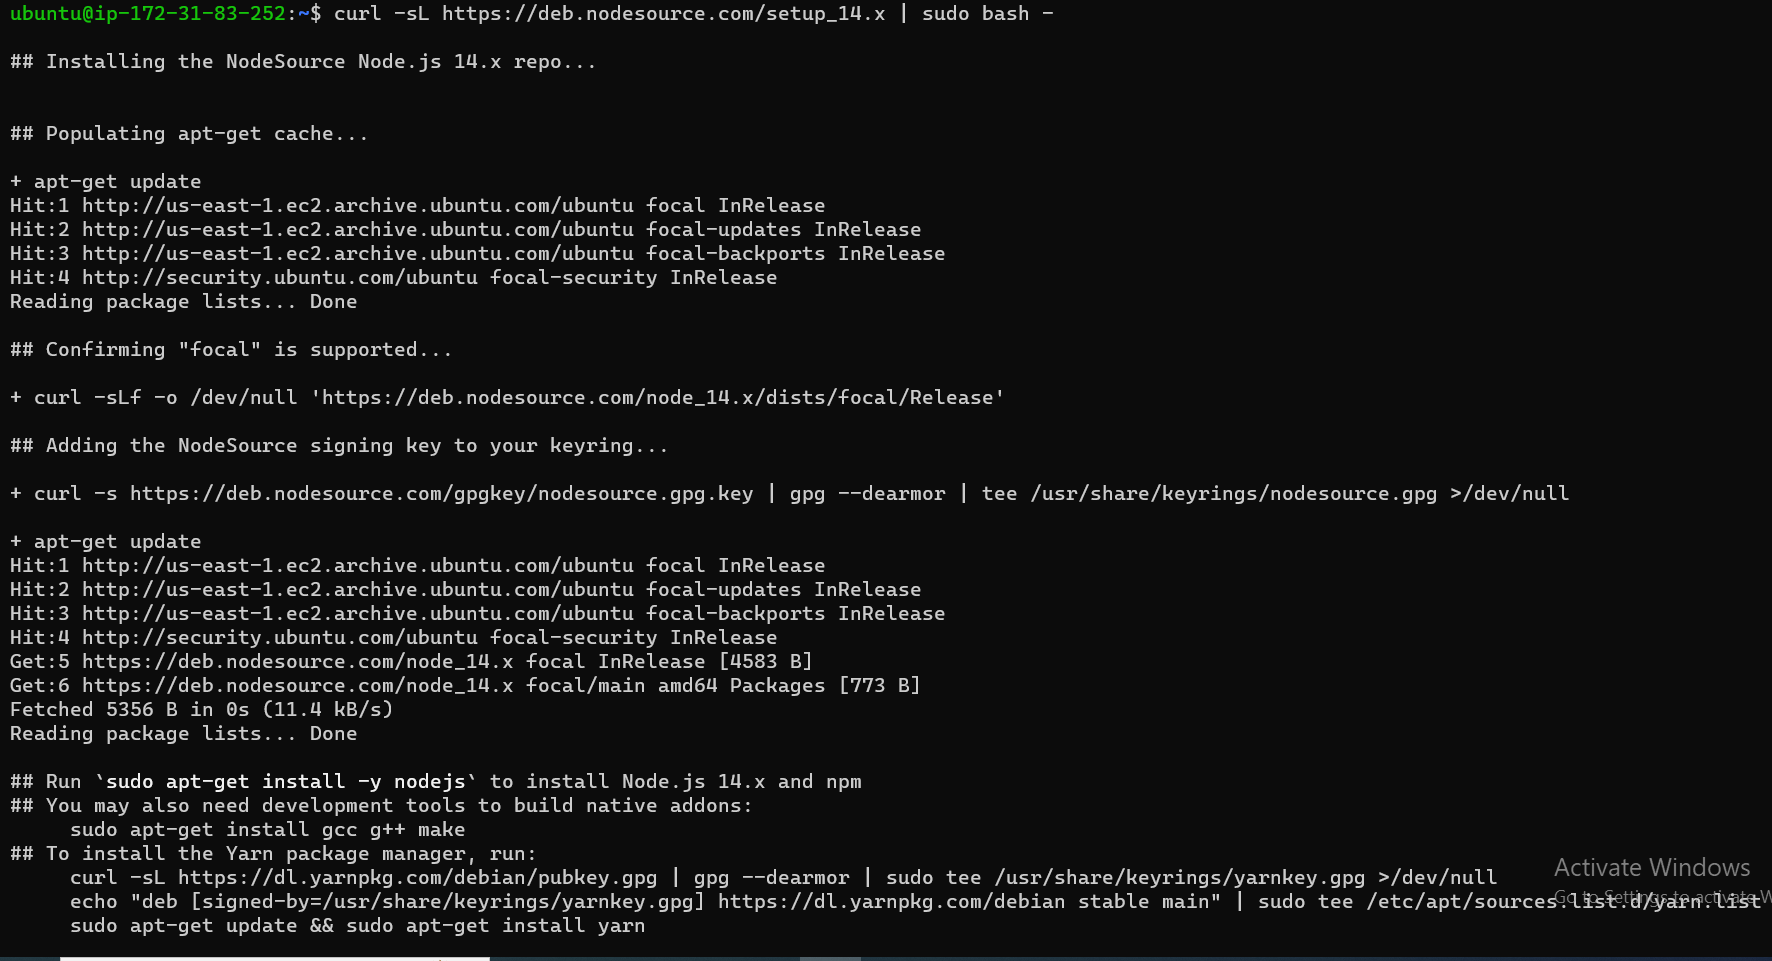 ubuntu@ip-172-31-83-252:~$ curl -sL https://deb.nodesource.com/setup_14.x | sudo bash -
## Installing the NodeSource Node.js 14.x repo...
## Populating apt-get cache...
+ apt-get update
Hit:1 http://us-east-1.ec2.archive.ubuntu.com/ubuntu focal InRelease
Hit:2 http://us-east-1.ec2.archive.ubuntu.com/ubuntu focal-updates InRelease
Hit:3 http://us-east-1.ec2.archive.ubuntu.com/ubuntu focal-backports InRelease
Hit:4 http://security.ubuntu.com/ubuntu focal-security InRelease
Reading package lists... Done
## Confirming "focal" is supported...
+ curl -sLf -o /dev/null 'https://deb.nodesource.com/node_14.x/dists/focal/Release'
## Adding the NodeSource signing key to your keyring...
+ curl -s https://deb.nodesource.com/gpgkey/nodesource.gpg.key | gpg --dearmor | tee /usr/share/keyrings/nodesource.gpg >/dev/null
+ apt-get update
Hit:1 http://us-east-1.ec2.archive.ubuntu.com/ubuntu focal InRelease
Hit:2 http://us-east-1.ec2.archive.ubuntu.com/ubuntu focal-updates InRelease
Hit:3 http://us-east-1.ec2.archive.ubuntu.com/ubuntu focal-backports InRelease
Hit:4 http://security.ubuntu.com/ubuntu focal-security InRelease
Get:5 https://deb.nodesource.com/node_14.x focal InRelease [4583 B]
Get:6 https://deb.nodesource.com/node_14.x focal/main amd64 Packages [773 B]
Fetched 5356 B in 0s (11.4 kB/s)
Reading package lists... Done
## Run `sudo apt-get install -y nodejs` to install Node.js 14.x and npm
## You may also need development tools to build native addons:
     sudo apt-get install gcc g++ make
## To install the Yarn package manager, run:
     curl -sL https://dl.yarnpkg.com/debian/pubkey.gpg | gpg --dearmor | sudo tee /usr/share/keyrings/yarnkey.gpg >/dev/null
     echo "deb [signed-by=/usr/share/keyrings/yarnkey.gpg] https://dl.yarnpkg.com/debian stable main" | sudo tee /etc/apt/sources.list.d/yarn.list
     sudo apt-get update && sudo apt-get install yarn
Activate Windows
Go to Settings to activate W